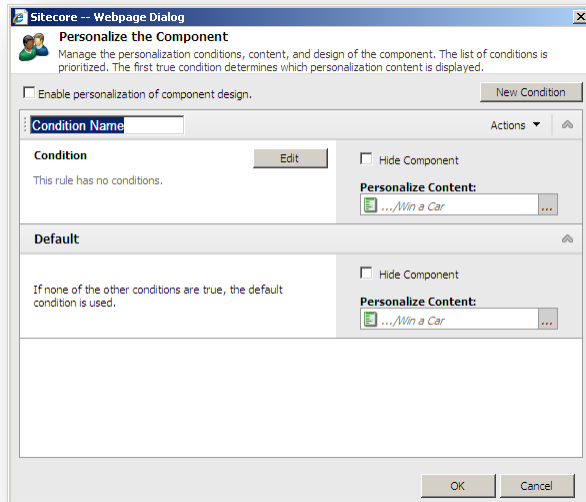 Sitecore -- Webpage Dialog
Personalize the Component
Manage the personalization conditions, content, and design of the component. The list of conditions is
prioritized. The first true condition determines which personalization content is displayed.
Enable personalization of component design.
New Condition
Condition Name
Actions
Condition
Edit
Hide Component
This rule has no conditions.
Personalize Content:
.../Win a Car
...
Default
Hide Component
If none of the other conditions are true, the default
condition is used.
Personalize Content:
.../Win a Car
...
OK
Cancel